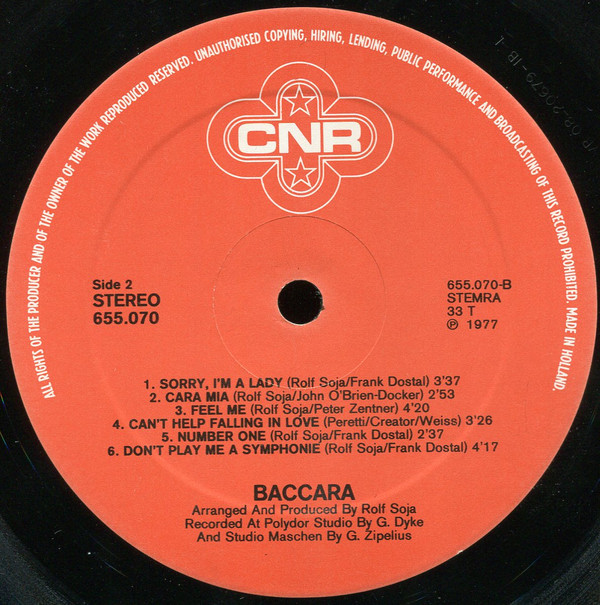 ALL RIGHTS OF THE PRODUCER AND OF THE OWNER OF THE WORK REPRODUCED RESERVED. UNAUTHORISED COPYING, HIRING, LENDING, PUBLIC PERFORMANCE AND BROADCASTING OF THIS RECORD PROHIBITED. MADE IN HOLLAND.
CNR
Side 2
STEREO
655.070
655.070-B
STEMRA
33 T
℗ 1977
1. SORRY, I'M A LADY (Rolf Soja/Frank Dostal) 3'37
2. CARA MIA (Rolf Soja/John O'Brien-Docker) 2'53
3. FEEL ME (Rolf Soja/Peter Zentner) 4'20
4. CAN'T HELP FALLING IN LOVE (Peretti/Creator/Weiss) 3'26
5. NUMBER ONE (Rolf Soja/Frank Dostal) 2'37
6. DON'T PLAY ME A SYMPHONIE (Rolf Soja/Frank Dostal) 4'17
BACCARA
Arranged And Produced By Rolf Soja
Recorded At Polydor Studio By G. Dyke
And Studio Maschen By G. Zipelius